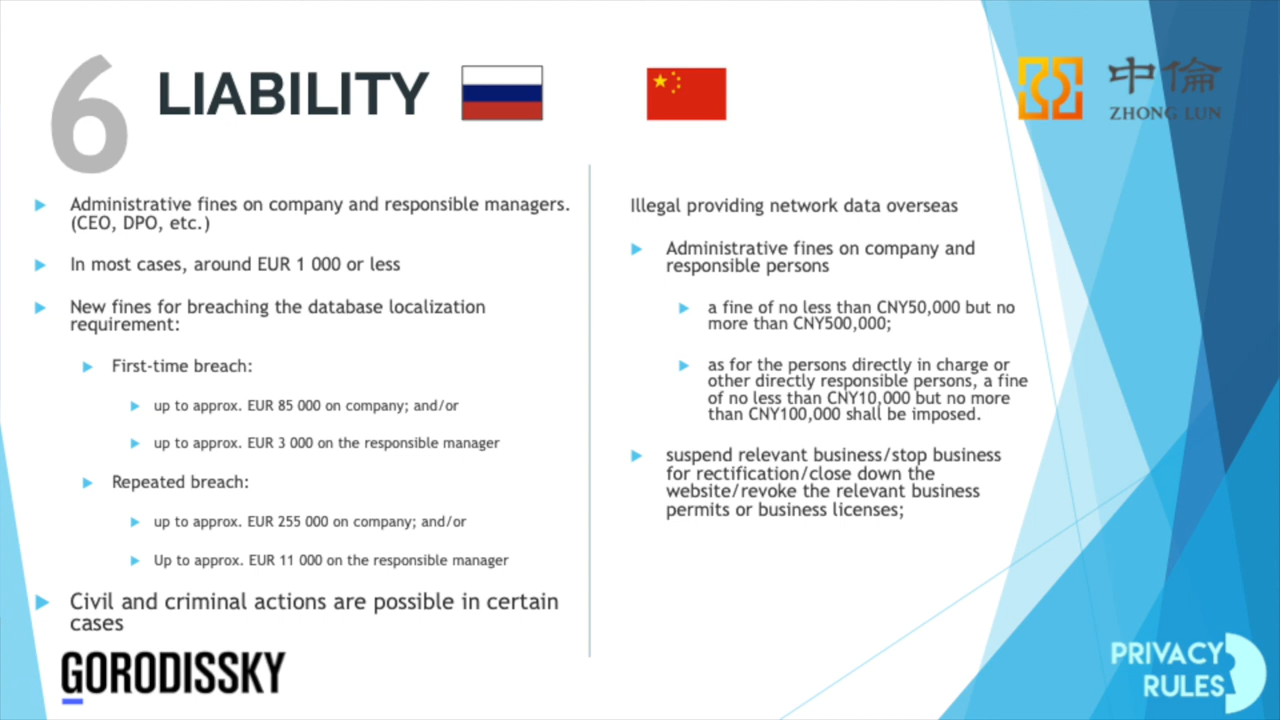 6 LIABILITY
中倫
ZHONG LUN
Administrative fines on company and responsible managers.
(CEO, DPO, etc.)
In most cases, around EUR 1 000 or less
New fines for breaching the database localization
requirement:
First-time breach:
up to approx. EUR 85 000 on company; and/or
up to approx. EUR 3 000 on the responsible manager
Repeated breach:
up to approx. EUR 255 000 on company; and/or
Up to approx. EUR 11 000 on the responsible manager
Civil and criminal actions are possible in certain
cases
Illegal providing network data overseas
Administrative fines on company and
responsible persons
a fine of no less than CNY50,000 but no
more than CNY500,000;
as for the persons directly in charge or
other directly responsible persons, a fine
of no less than CNY10,000 but no more
than CNY100,000 shall be imposed.
suspend relevant business/stop business
for rectification/close down the
website/revoke the relevant business
permits or business licenses;
GORODISSKY
PRIVACY
RULES